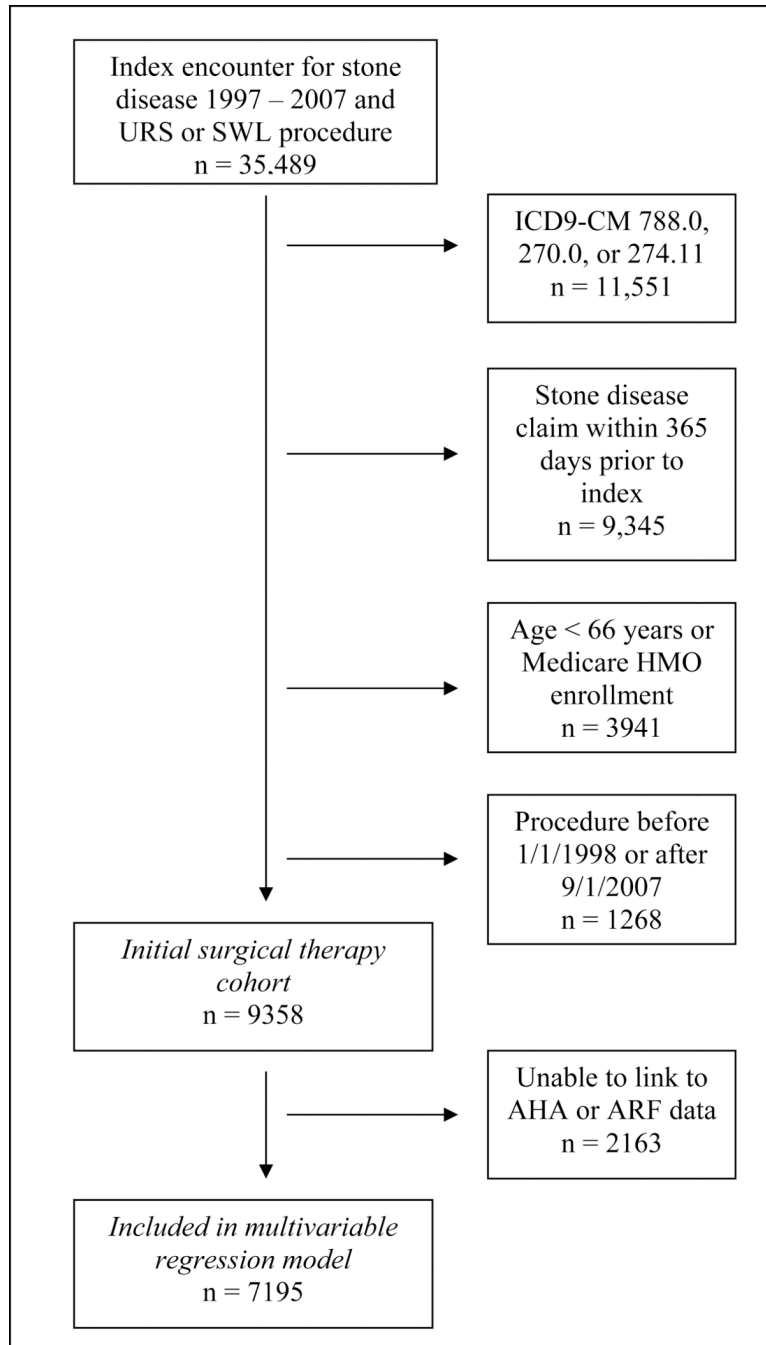 Index encounter for stone
disease 1997 – 2007 and
URS or SWL procedure
n = 35,489
ICD9-CM 788.0,
270.0, or 274.11
n = 11,551
Stone disease
claim within 365
days prior to
index
n = 9,345
Age < 66 years or
Medicare HMO
enrollment
n = 3941
Procedure before
1/1/1998 or after
9/1/2007
n = 1268
Initial surgical therapy
cohort
n = 9358
Unable to link to
AHA or ARF data
n = 2163
Included in multivariable
regression model
n = 7195